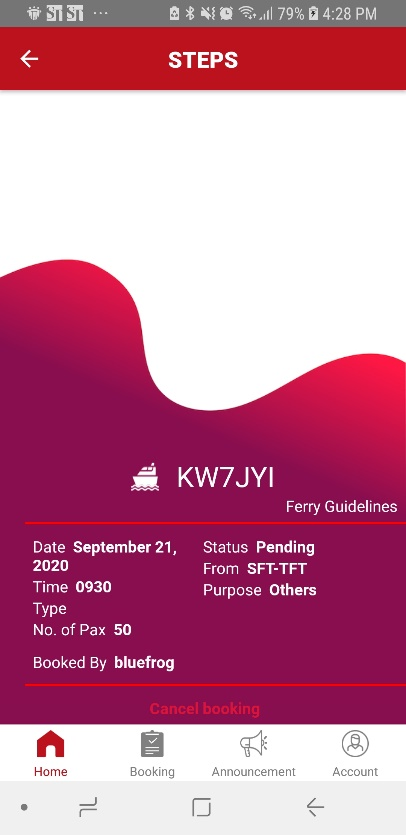 79% 4:28 PM
STEPS
KW7JYI
Ferry Guidelines
Date September 21,
2020
Time 0930
Type
No. of Pax 50
Booked By bluefrog
Status Pending
From SFT-TFT
Purpose Others
Cancel booking
Home Booking Announcement Account